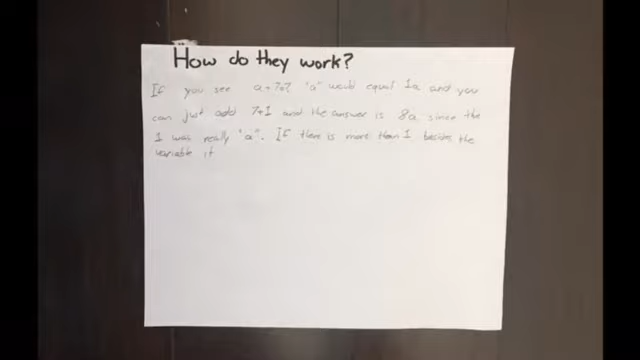 How do they work?
If you see a+7a? "a" would equal 1a and you
can just add 7+1 and the answer is 8a since the
1 was really "a". If there is more than 1 besides the
variable it